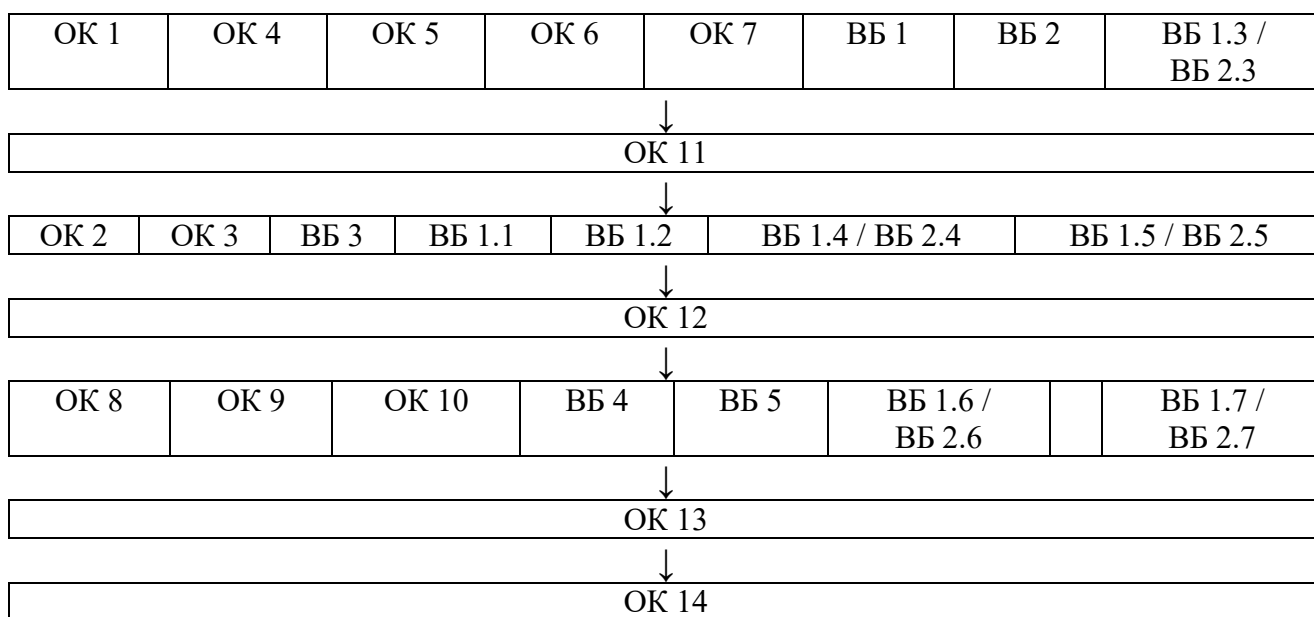 ОК 1 ОК 4 ОК 5 ОК 6 ОК 7 ВБ 1 ВБ 2 ВБ 1.3 /
ВБ 2.3
↓
ОК 11
↓
ОК 2 ОК 3 ВБ 3 ВБ 1.1 ВБ 1.2 ВБ 1.4 / ВБ 2.4 ВБ 1.5 / ВБ 2.5
↓
ОК 12
↓
ОК 8 ОК 9 ОК 10 ВБ 4 ВБ 5 ВБ 1.6 / ВБ 1.7 /
ВБ 2.6 ВБ 2.7
↓
ОК 13
↓
ОК 14